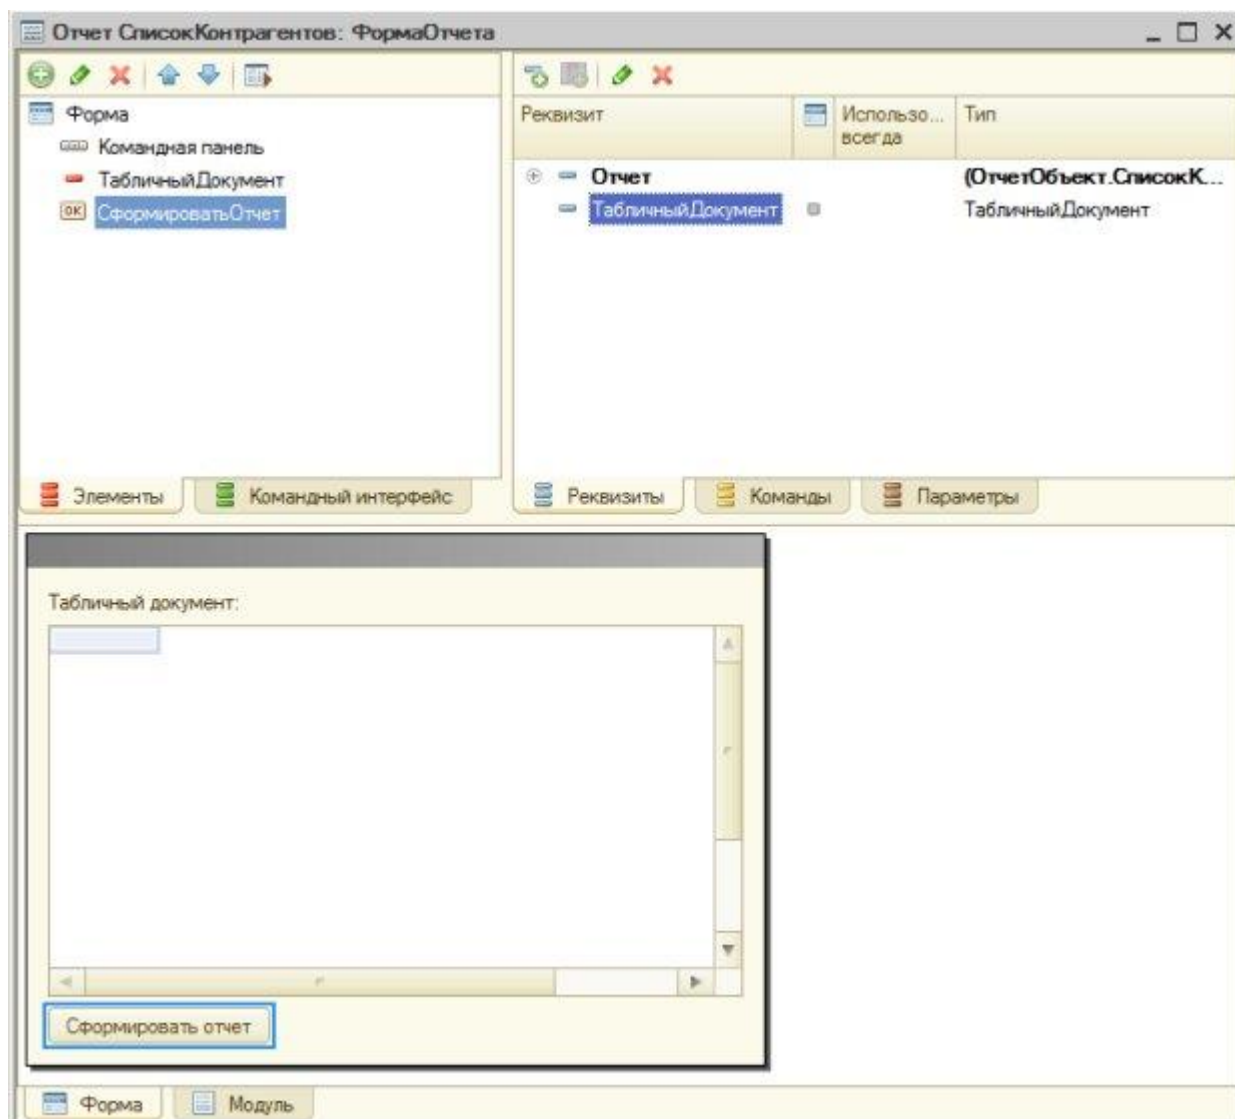 Отчет СписокКонтрагентов: ФормаОтчета
Форма
Командная панель
ТабличныйДокумент
OK СформироватьОтчет
Элементы Командный интерфейс
Реквизит Использо... всегда Тип
Отчет (ОтчетОбъект.СписокК...
ТабличныйДокумент ТабличныйДокумент
Реквизиты Команды Параметры
Табличный документ:
Сформировать отчет
Форма Модуль